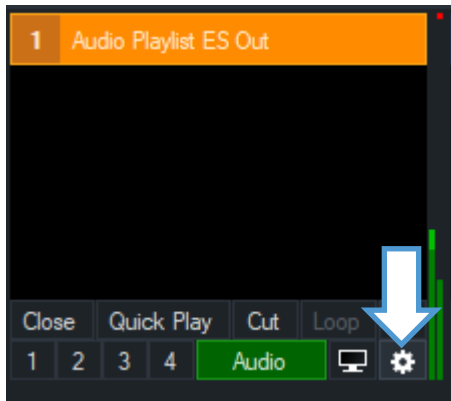 1 Audio Playlist ES Out
Close Quick Play Cut Loop
1 2 3 4 Audio